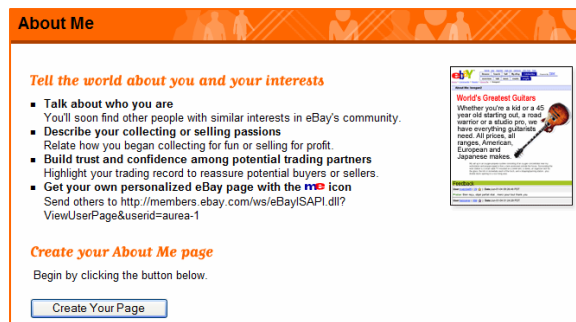 About Me
Tell the world about you and your interests
Talk about who you are
You'll soon find other people with similar interests in eBay's community.
Describe your collecting or selling passions
Relate how you began collecting for fun or selling for profit.
Build trust and confidence among potential trading partners
Highlight your trading record to reassure potential buyers or sellers.
Get your own personalized eBay page with the me icon
Send others to http://members.ebay.com/ws/eBayISAPI.dll?
ViewUserPage&userid=aurea-1
Create your About Me page
Begin by clicking the button below.
Create Your Page
ebY
World's Greatest Guitars
Whether you're a kid or a 45
year old starting out, a road
warrior or a studio pro, we
have everything guitarists
need. All prices, all
ranges, American,
European and
Japanese makes.
FeedBack